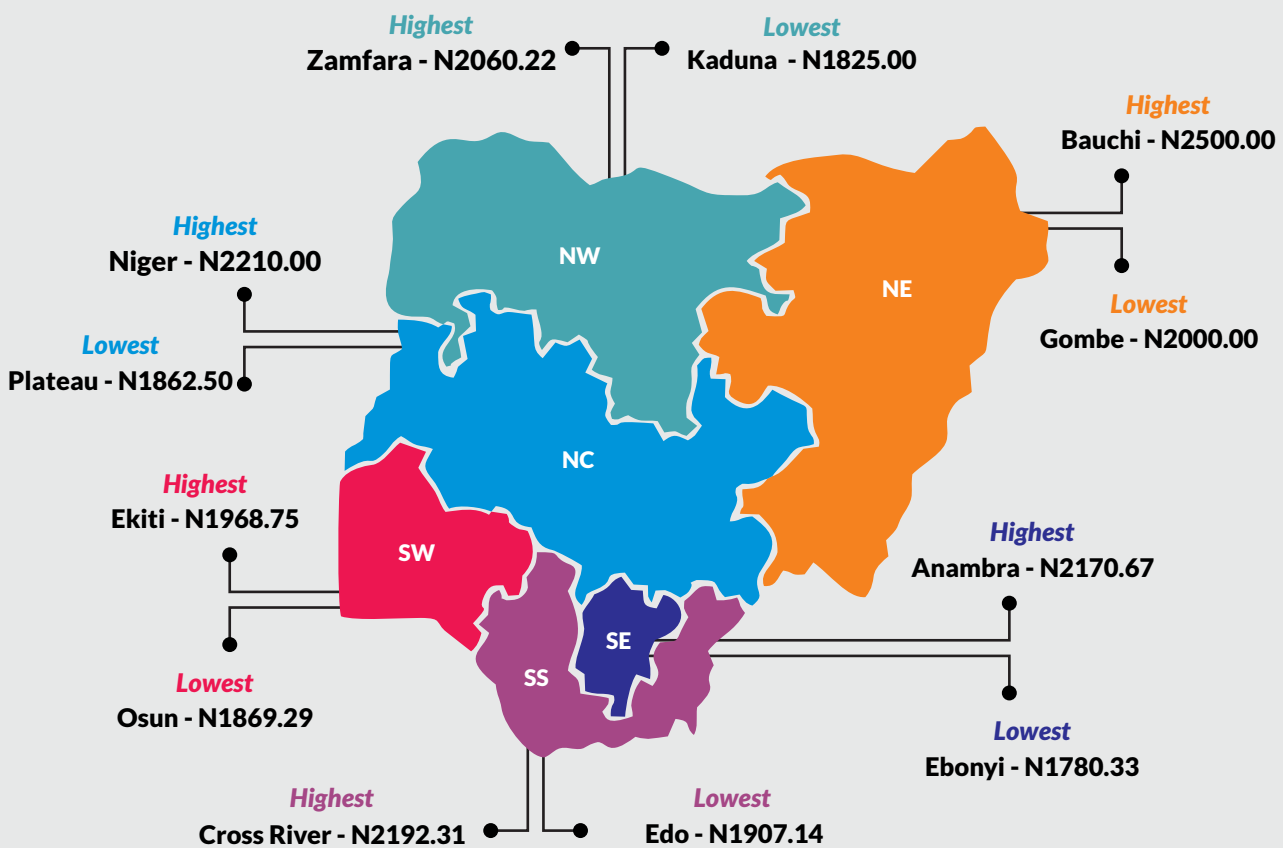 Highest
Zamfara - N2060.22
Lowest
Kaduna - N1825.00
Highest
Bauchi - N2500.00
Highest
Niger - N2210.00
NW
NE
Lowest
Gombe - N2000.00
Lowest
Plateau - N1862.50
NC
Highest
Ekiti - N1968.75
SW
Highest
Anambra - N2170.67
SE
SS
Lowest
Osun - N1869.29
Lowest
Ebonyi - N1780.33
Highest
Cross River - N2192.31
Lowest
Edo - N1907.14